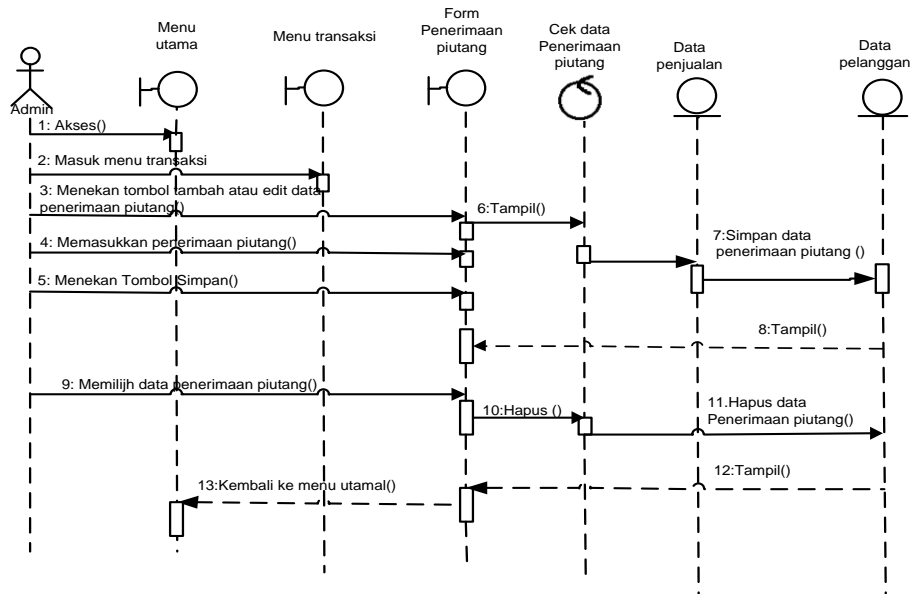 Menu
utama
Menu transaksi
Form
Penerimaan
piutang
Cek data
Penerimaan
piutang
Data
penjualan
Data
pelanggan
Admin
1: Akses()
2: Masuk menu transaksi
3: Menekan tombol tambah atau edit data
penerimaan piutang()
6:Tampil()
4: Memasukkan penerimaan piutang()
7:Simpan data
penerimaan piutang ()
5: Menekan Tombol Simpan()
8:Tampil()
9: Memilijh data penerimaan piutang()
10:Hapus ()
11.Hapus data
Penerimaan piutang()
12:Tampil()
13:Kembali ke menu utamal()